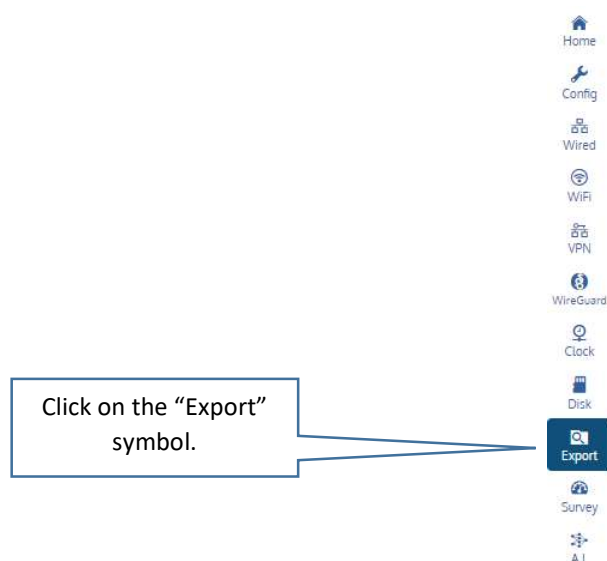 Home
Config
Wired
WiFi
VPN
WireGuard
Clock
Disk
Click on the “Export”
symbol.
Export
Survey
A.I.